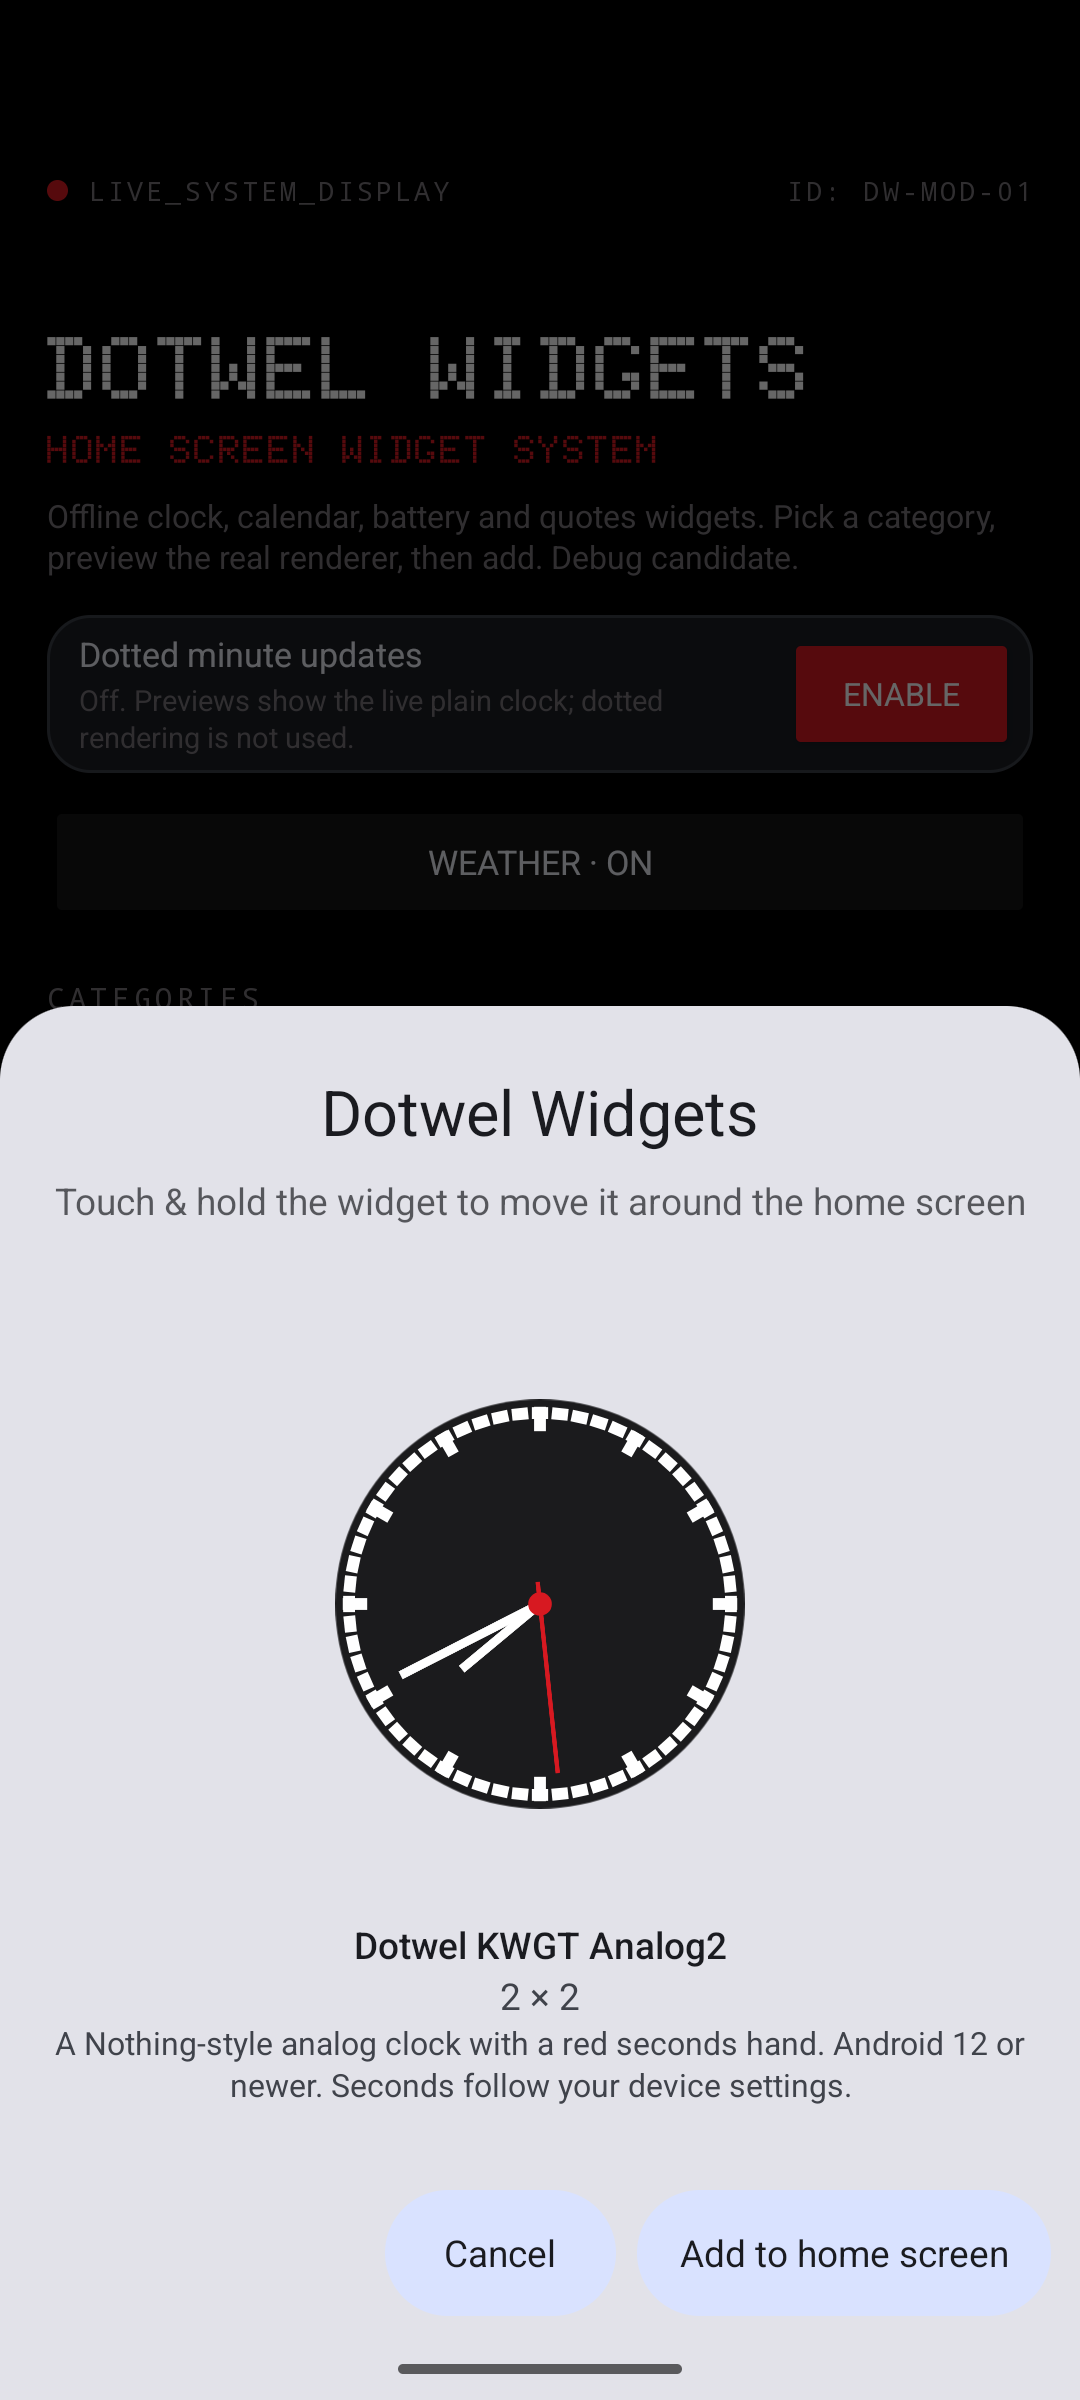 LIVE_SYSTEM_DISPLAY
ID: DW-MOD-01
DOTWEL WIDGETS
HOME SCREEN WIDGET SYSTEM
Offline clock, calendar, battery and quotes widgets. Pick a category,
preview the real renderer, then add. Debug candidate.
Dotted minute updates
Off. Previews show the live plain clock; dotted
rendering is not used.
ENABLE
WEATHER · ON
CATEGORIES
Dotwel Widgets
Touch & hold the widget to move it around the home screen
Dotwel KWGT Analog2
2 × 2
A Nothing-style analog clock with a red seconds hand. Android 12 or
newer. Seconds follow your device settings.
Cancel
Add to home screen